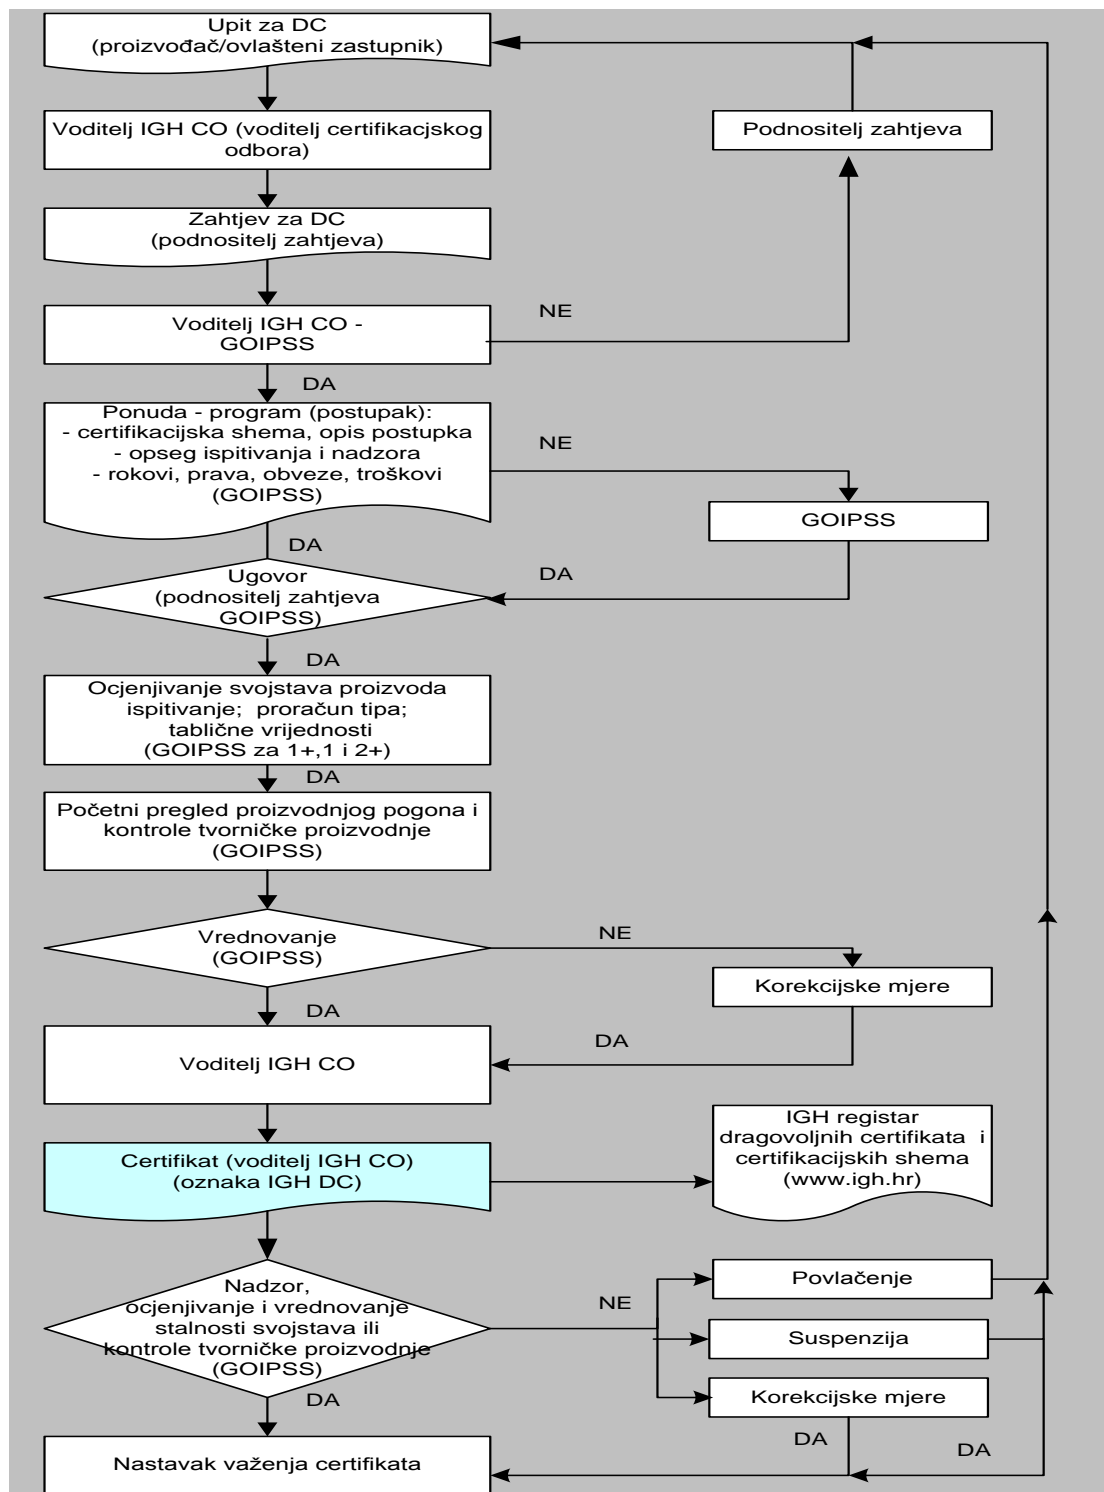 Upit za DC
(proizvođač/ovlašteni zastupnik)
Voditelj IGH CO (voditelj certifikacjskog
odbora)
Podnositelj zahtjeva
Zahtjev za DC
(podnositelj zahtjeva)
Voditelj IGH CO -
GOIPSS
NE
DA
Ponuda - program (postupak):
- certifikacijska shema, opis postupka
- opseg ispitivanja i nadzora
- rokovi, prava, obveze, troškovi
(GOIPSS)
NE
GOIPSS
DA
DA
Ugovor
(podnositelj zahtjeva
GOIPSS)
DA
Ocjenjivanje svojstava proizvoda
ispitivanje; proračun tipa;
tablične vrijednosti
(GOIPSS za 1+,1 i 2+)
DA
Početni pregled proizvodnjog pogona i
kontrole tvorničke proizvodnje
(GOIPSS)
Vrednovanje
(GOIPSS)
NE
Korekcijske mjere
DA
DA
Voditelj IGH CO
Certifikat (voditelj IGH CO)
(oznaka IGH DC)
IGH registar
dragovoljnih certifikata i
certifikacijskih shema
(www.igh.hr)
Nadzor,
ocjenjivanje i vrednovanje
stalnosti svojstava ili
kontrole tvorničke proizvodnje
(GOIPSS)
NE
Povlačenje
Suspenzija
Korekcijske mjere
DA
DA
DA
Nastavak važenja certifikata